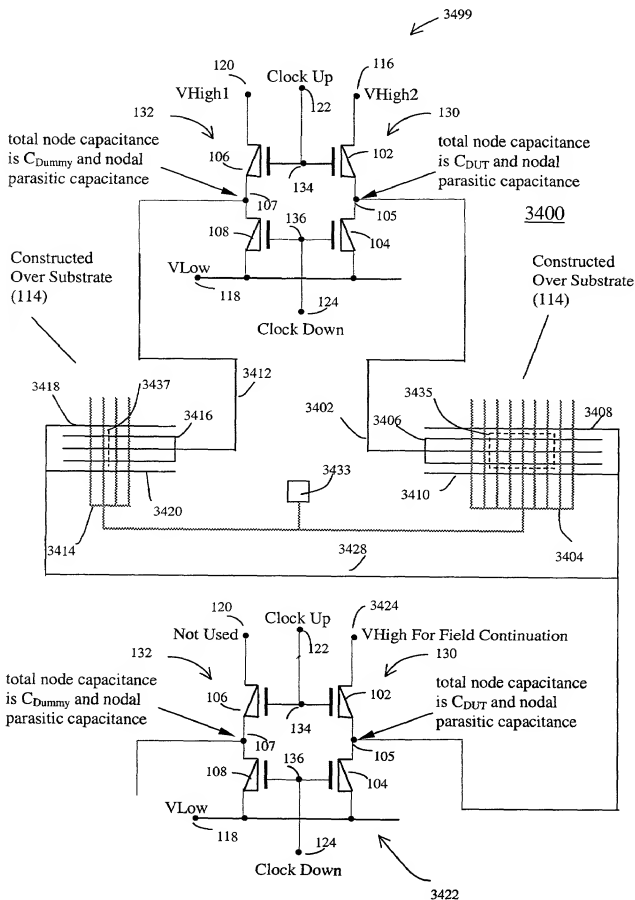 3499
120
Clock Up
116
VHigh1
122
VHigh2
132
130
total node capacitance
is CDummy and nodal
parasitic capacitance
106
102
134
total node capacitance
is CDUT and nodal
parasitic capacitance
107
136
105
108
104
3400
Constructed
Over Substrate
(114)
VLow
118
124
Clock Down
Constructed
Over Substrate
(114)
3412
3418
3437
3416
3402
3435
3406
3408
3433
3420
3410
3414
3428
3404
120
Clock Up
3424
Not Used
122
VHigh For Field Continuation
132
130
total node capacitance
is CDummy and nodal
parasitic capacitance
106
102
134
total node capacitance
is CDUT and nodal
parasitic capacitance
107
136
105
108
104
VLow
118
124
Clock Down
3422